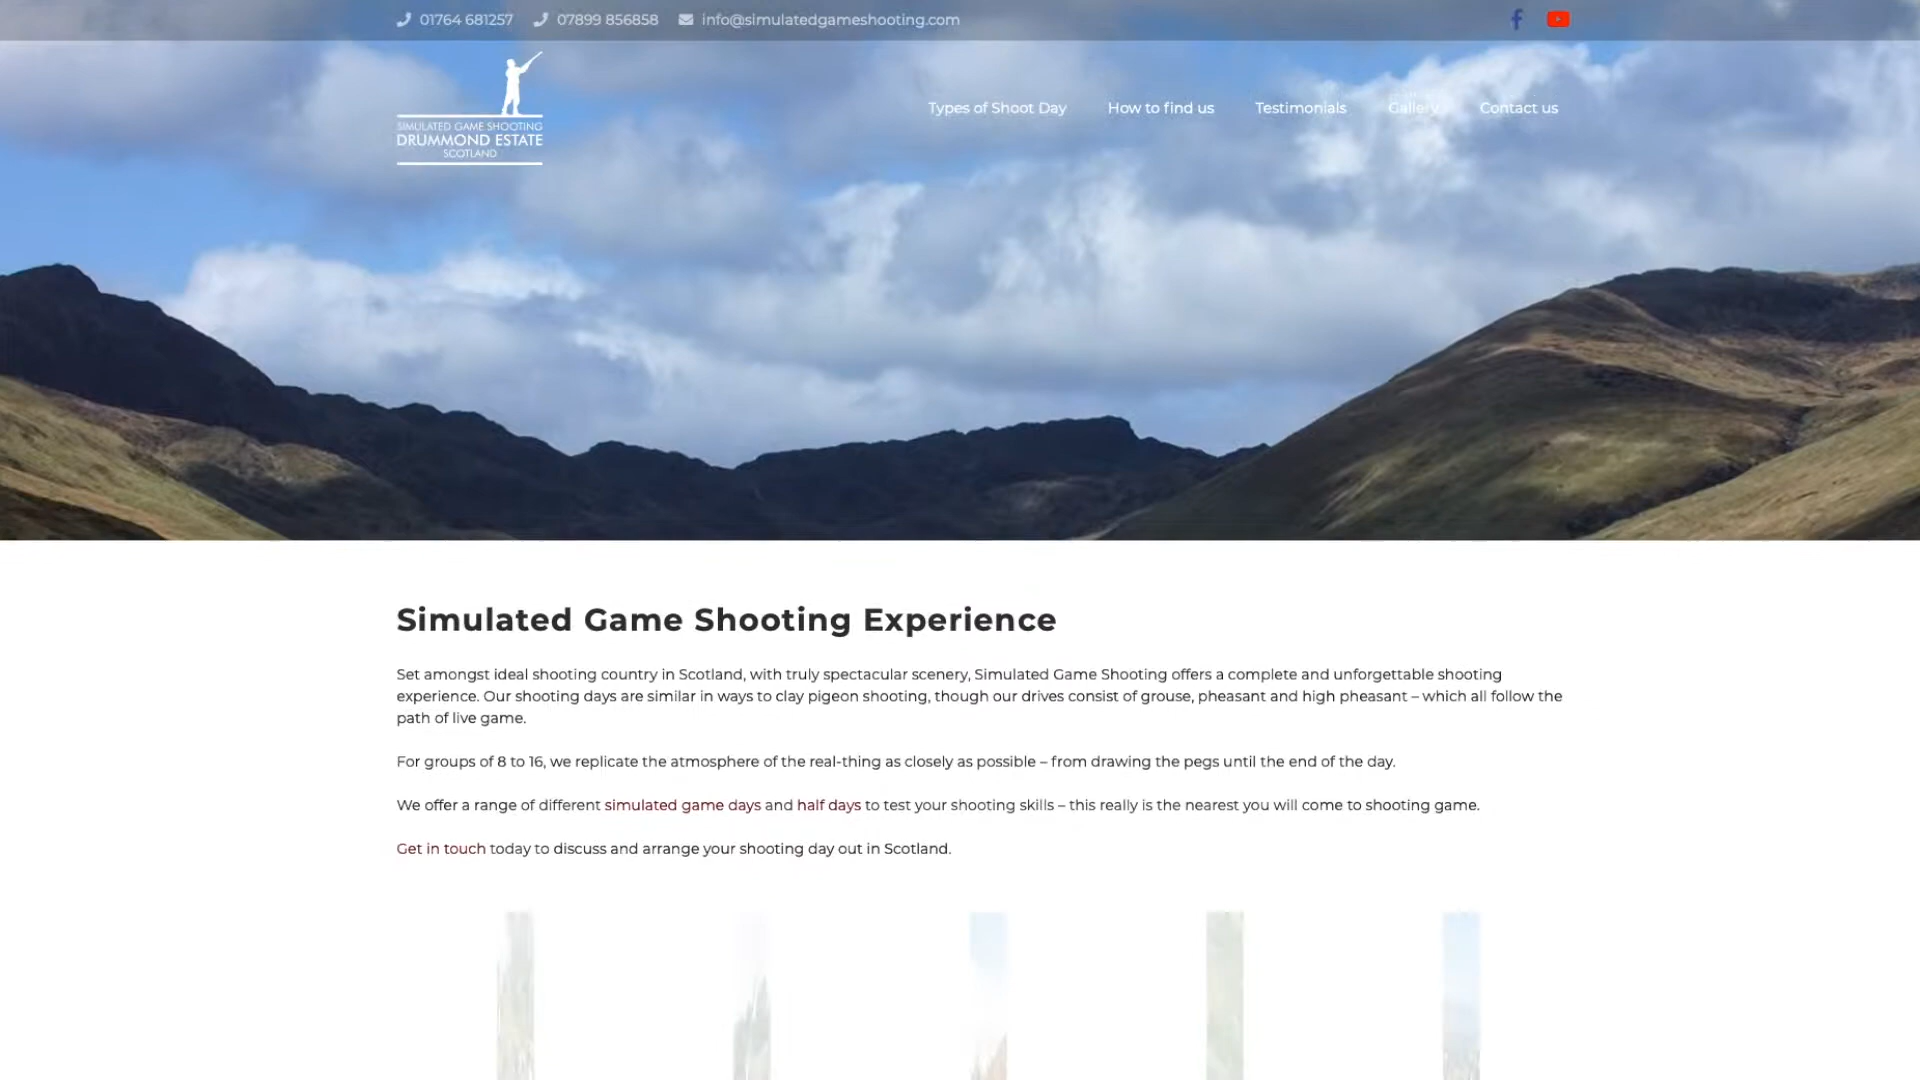 01764 681257 07899 856858 info@simulatedgameshooting.com
SIMULATED GAME SHOOTING
DRUMMOND ESTATE
SCOTLAND
Types of Shoot Day How to find us Testimonials Gallery Contact us
Simulated Game Shooting Experience
Set amongst ideal shooting country in Scotland, with truly spectacular scenery, Simulated Game Shooting offers a complete and unforgettable shooting
experience. Our shooting days are similar in ways to clay pigeon shooting, though our drives consist of grouse, pheasant and high pheasant – which all follow the
path of live game.
For groups of 8 to 16, we replicate the atmosphere of the real-thing as closely as possible – from drawing the pegs until the end of the day.
We offer a range of different simulated game days and half days to test your shooting skills – this really is the nearest you will come to shooting game.
Get in touch today to discuss and arrange your shooting day out in Scotland.